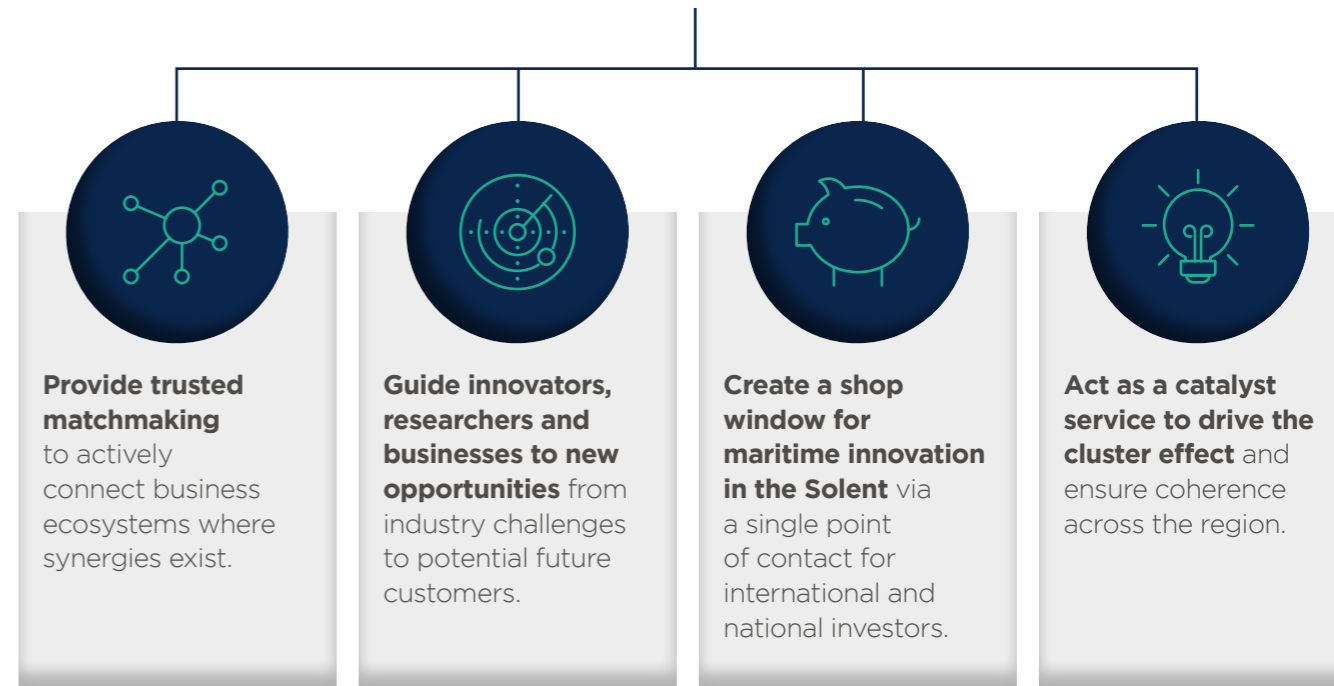 Provide trusted
matchmaking
to actively
connect business
ecosystems where
synergies exist.
Guide innovators,
researchers and
businesses to new
opportunities from
industry challenges
to potential future
customers.
Create a shop
window for
maritime innovation
in the Solent via
a single point
of contact for
international and
national investors.
Act as a catalyst
service to drive the
cluster effect and
ensure coherence
across the region.